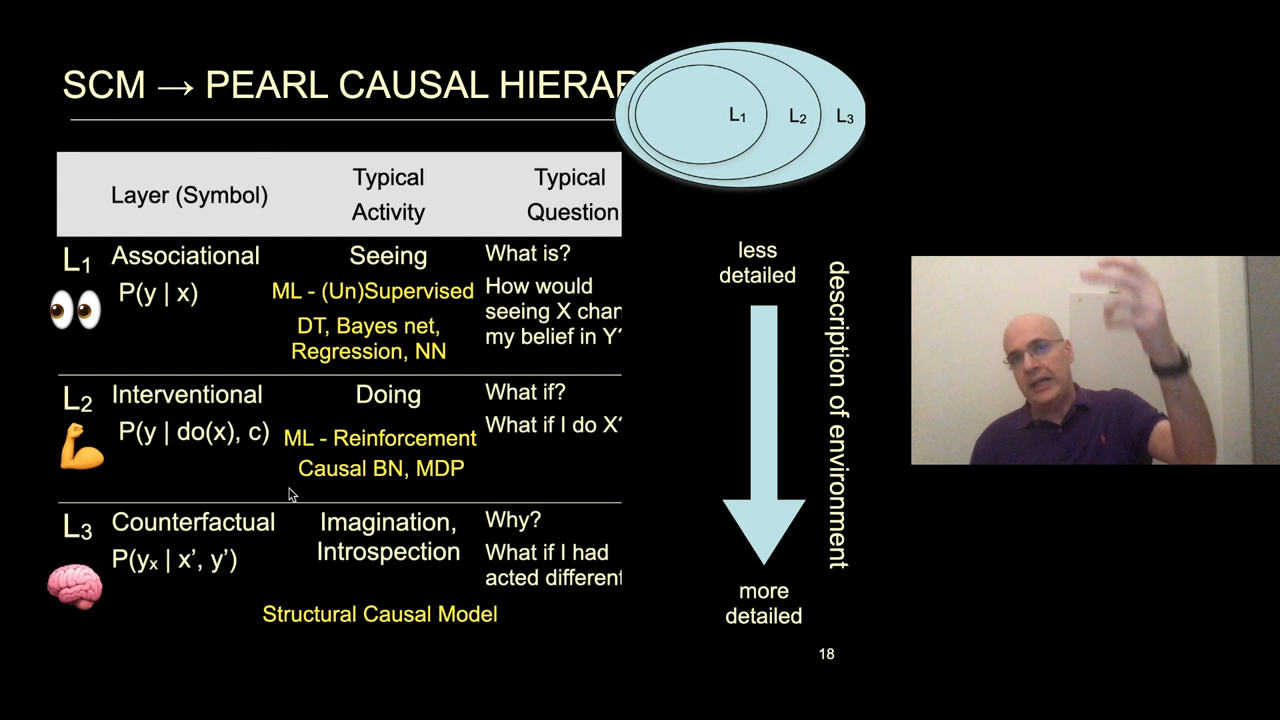 SCM → PEARL CAUSAL HIERAR
L₁
L₂
L₃
Layer (Symbol)
Typical
Activity
Typical
Question
L₁
Associational
P(y | x)
Seeing
ML - (Un)Supervised
DT, Bayes net,
Regression, NN
What is?
How would
seeing X chan
my belief in Y?
L₂
Interventional
P(y | do(x), c)
Doing
ML - Reinforcement
Causal BN, MDP
What if?
What if I do X?
L₃
Counterfactual
P(yₓ | x’, y’)
Imagination,
Introspection
Structural Causal Model
Why?
What if I had
acted different
less
detailed
more
detailed
description of environment
18